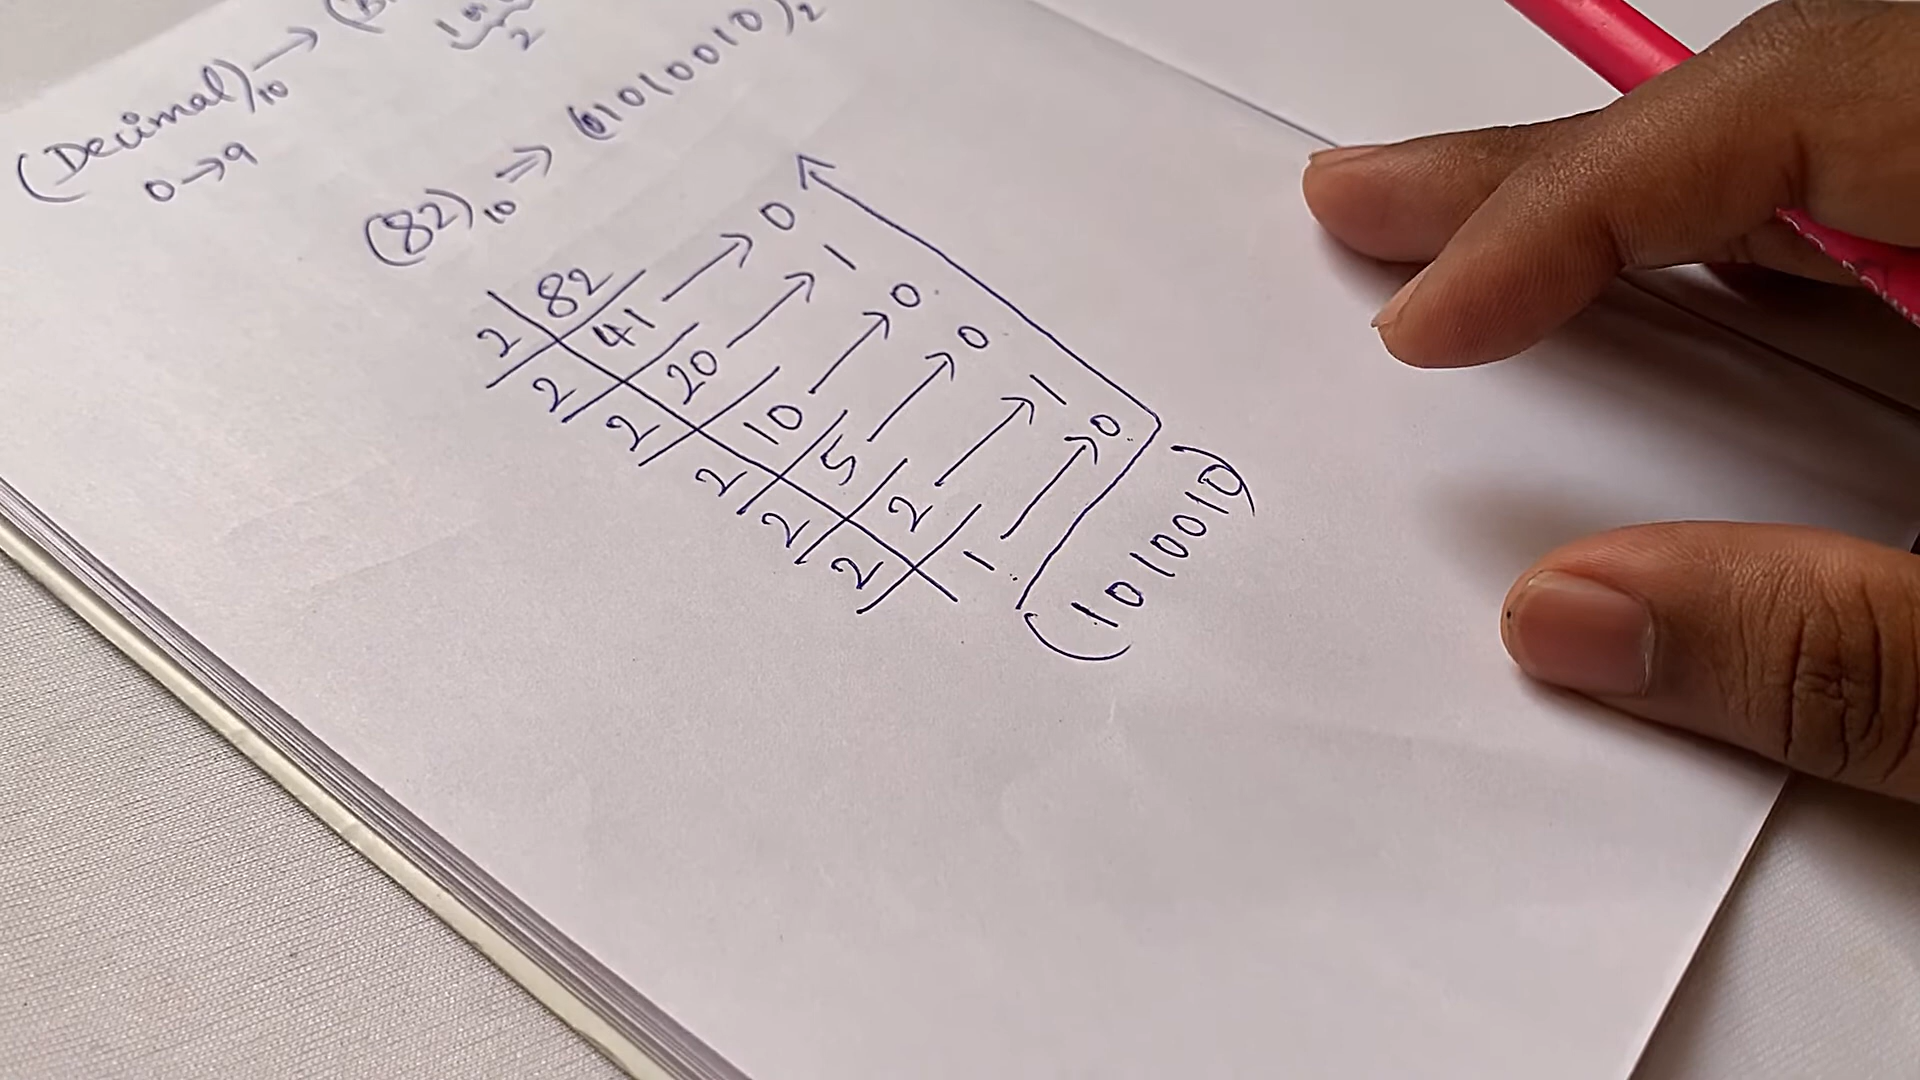 (Decimal)10 →
0→9
2
(82)10 ⇒ (01010010)2
2 82
2 41 → 0
2 20 → 1
2 10 → 0
2 5 → 0
2 2 → 1
1 → 0
(1010010)